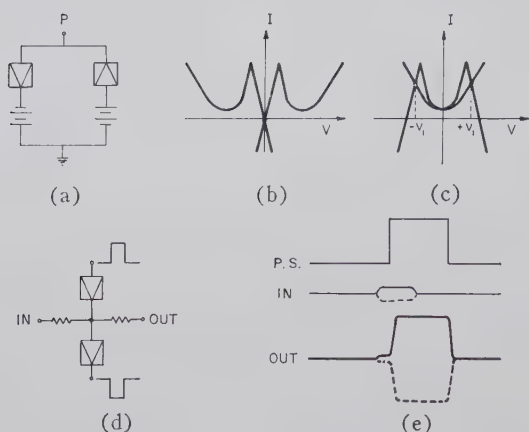 P
(a)
I
V
(b)
I
-V1
+V1
V
(c)
IN
OUT
(d)
P.S.
IN
OUT
(e)